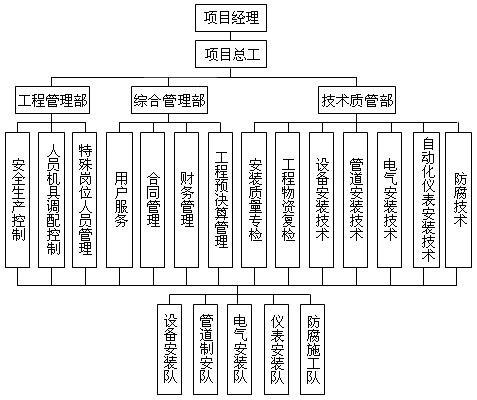 项目经理
项目总工
工程管理部
综合管理部
技术质管部
安全生产控制
人员机具调配控制
特殊岗位人员管理
用户服务
合同管理
财务管理
工程预决算管理
安装质量专检
工程物资复检
设备安装技术
管道安装技术
电气安装技术
自动化仪表安装技术
防腐技术
设备安装队
管道制安队
电气安装队
仪表安装队
防腐施工队